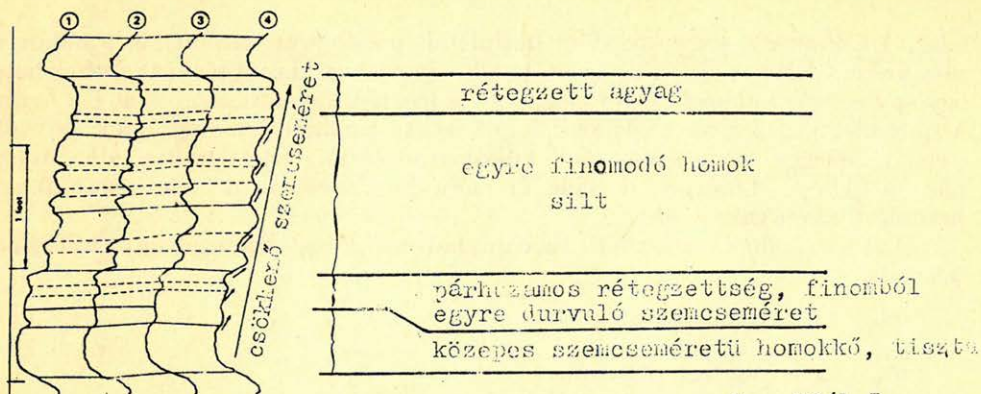 1 2 3 4
1 foot
csökkenő szemcseméret
rétegzett agyag
egyre finomodó homok
silt
párhuzamos rétegzettség, finomból
egyre durvuló szemcseméret
közepes szemcseméretű homokkő, tiszta